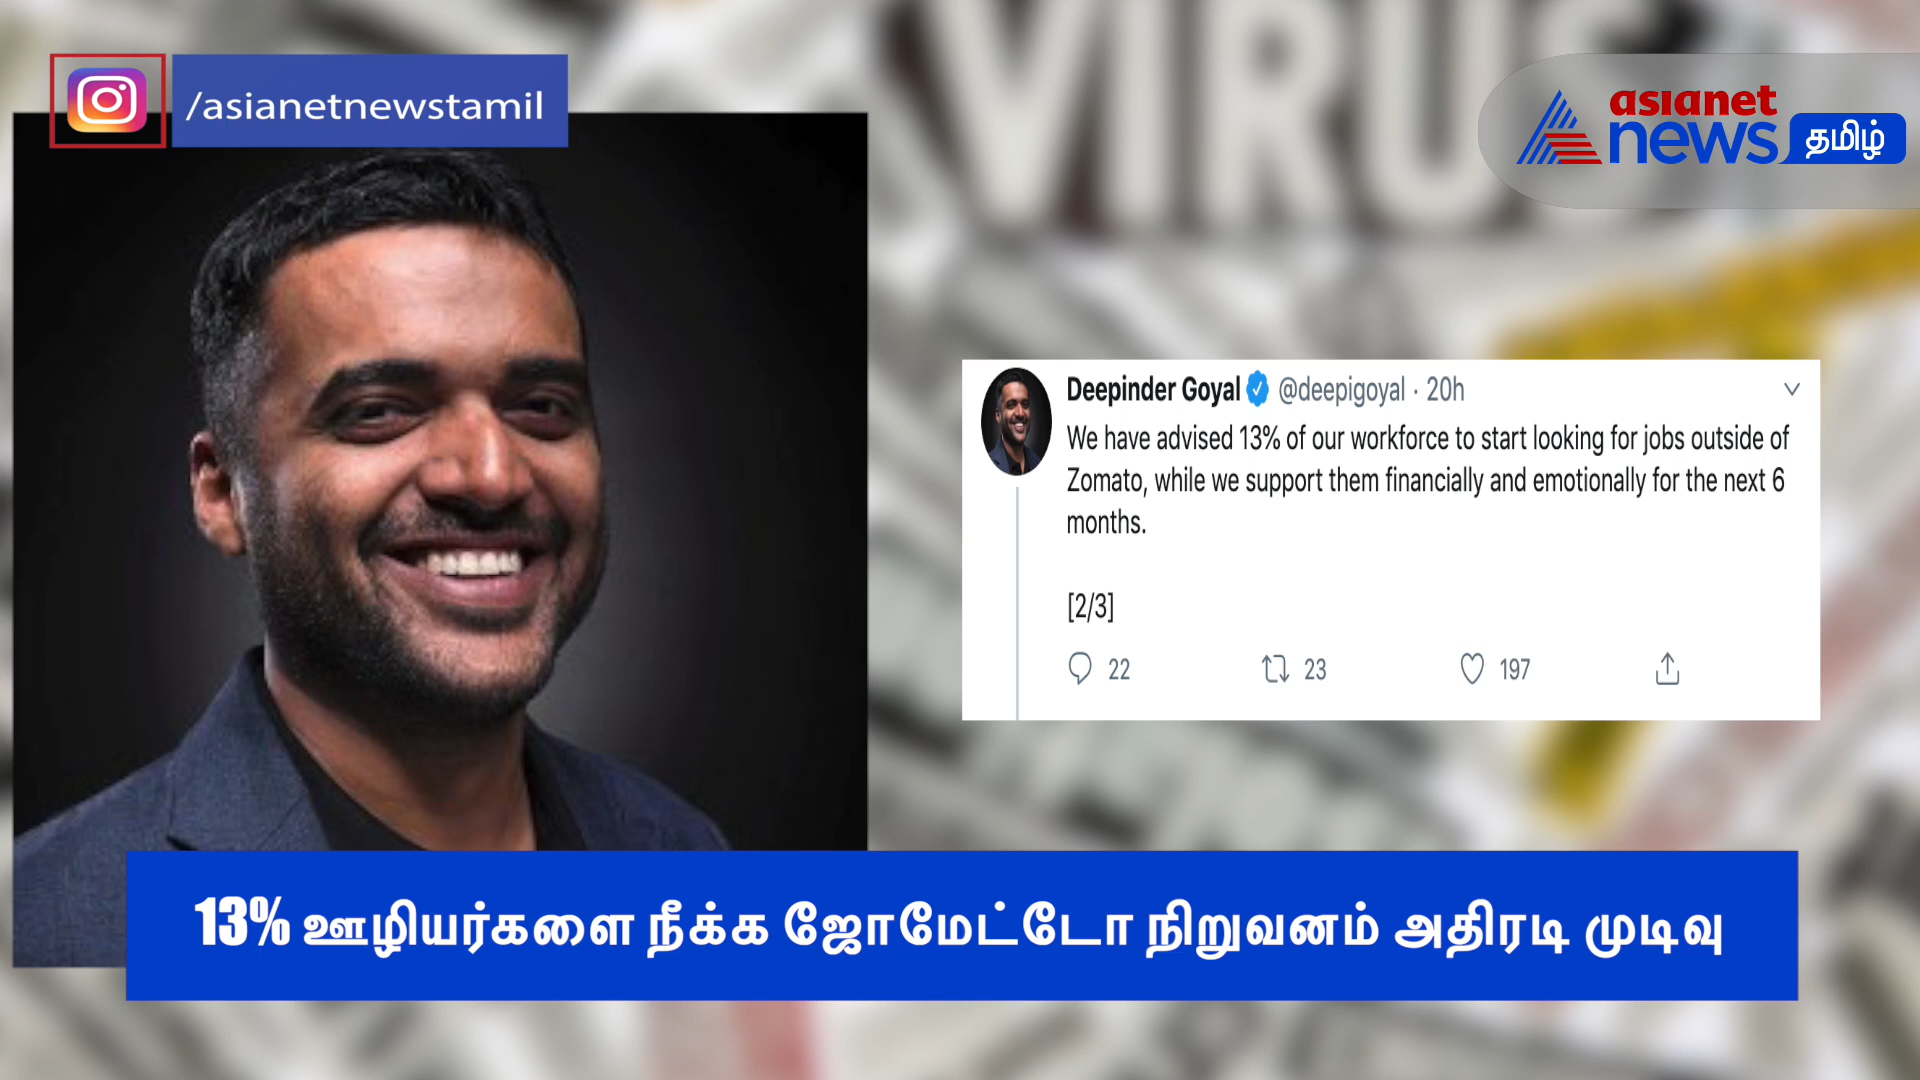 /asianetnewstamil
VIRUS
asianet
news தமிழ்
Deepinder Goyal @deepigoyal · 20h
We have advised 13% of our workforce to start looking for jobs outside of
Zomato, while we support them financially and emotionally for the next 6
months.
[2/3]
22 23 197
13% ஊழியர்களை நீக்க ஜோமேட்டோ நிறுவனம் அதிரடி முடிவு